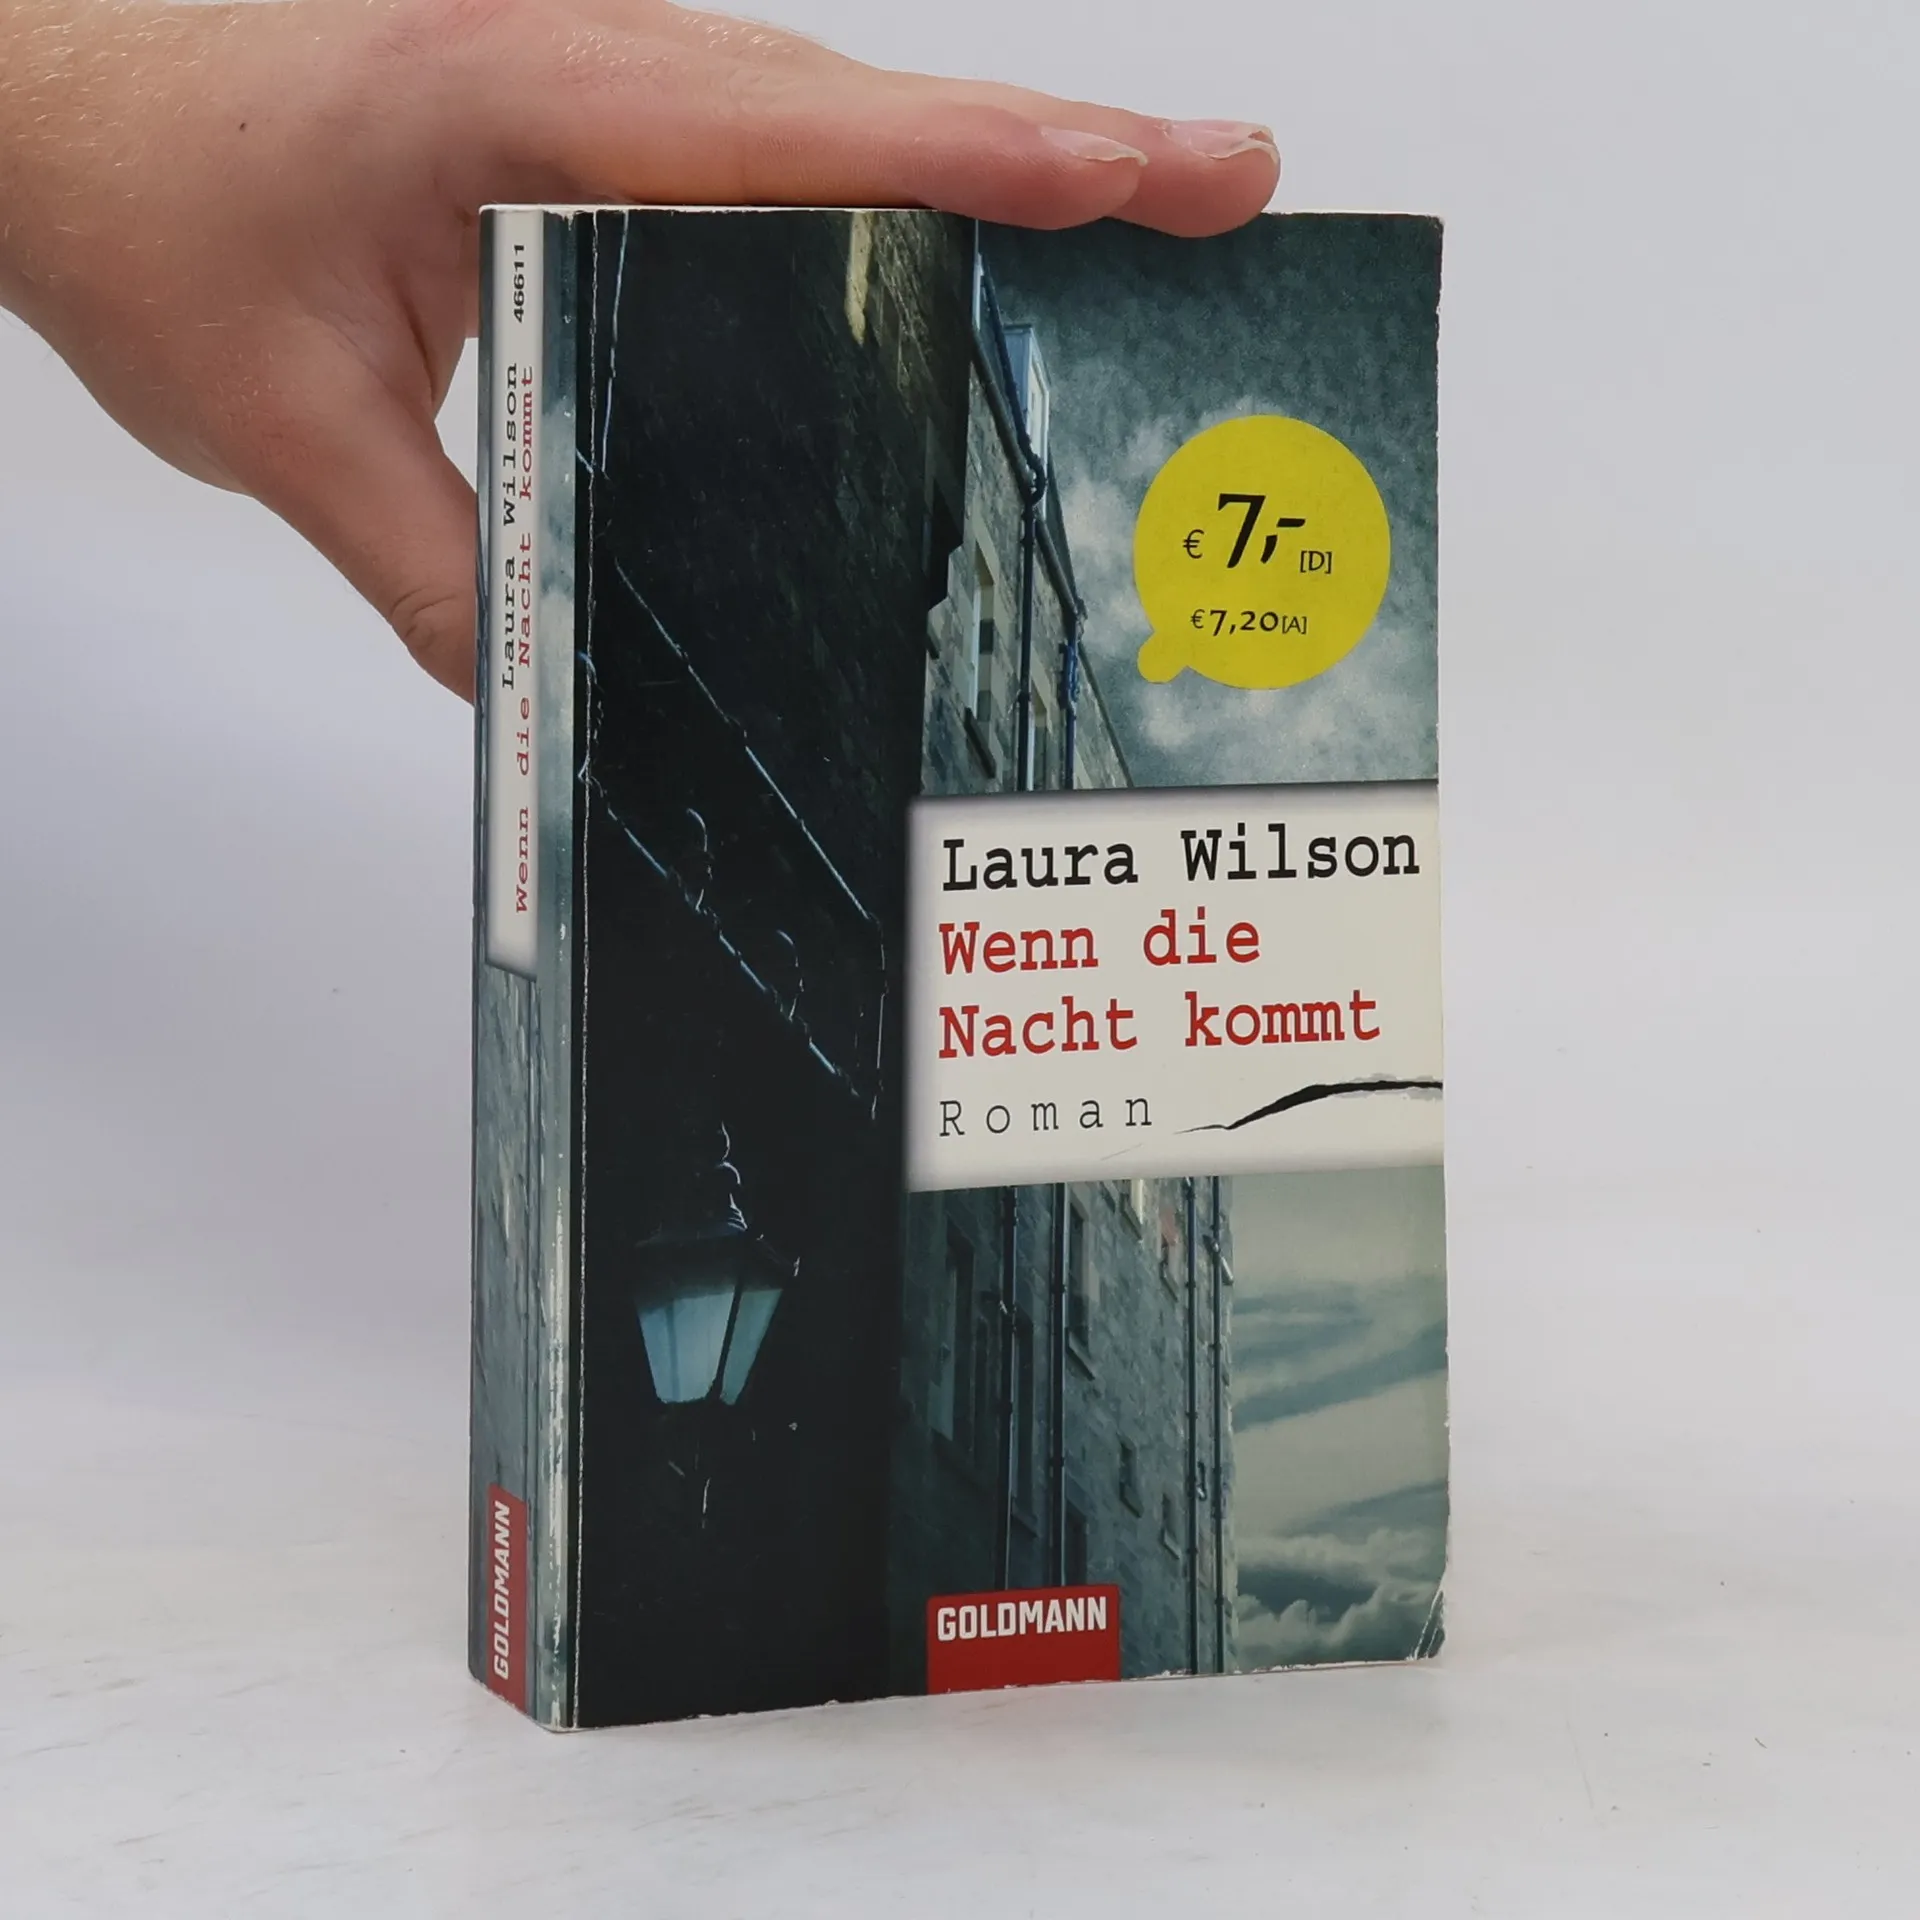 46611
Laura Wilson
Wenn die Nacht kommt
GOLDMANN
€ 7,- [D]
€ 7,20 [A]
Laura Wilson
Wenn die
Nacht kommt
Roman
GOLDMANN